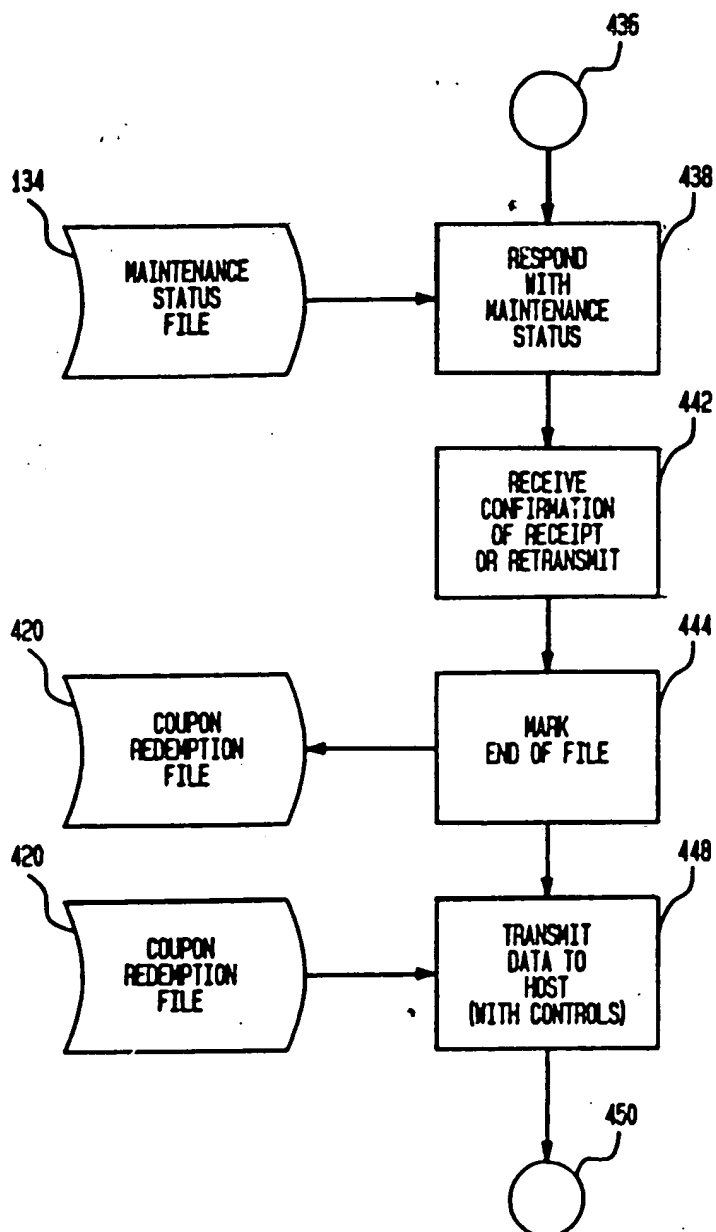 436
134
438
MAINTENANCE
STATUS
FILE
RESPOND
WITH
MAINTENANCE
STATUS
442
RECEIVE
CONFIRMATION
OF RECEIPT
OR RETRANSMIT
420
444
COUPON
REDEMPTION
FILE
MARK
END OF FILE
420
448
COUPON
REDEMPTION
FILE
TRANSMIT
DATA TO
HOST
(WITH CONTROLS)
450